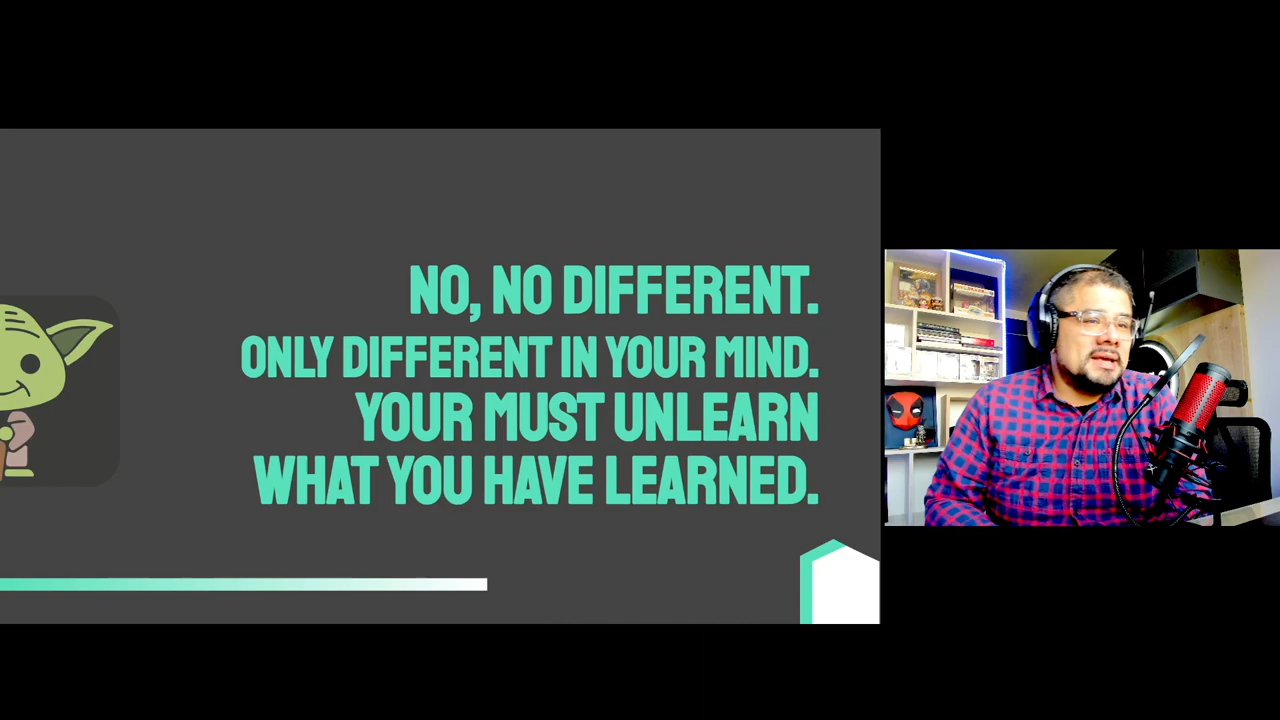 NO, NO DIFFERENT.
ONLY DIFFERENT IN YOUR MIND.
YOUR MUST UNLEARN
WHAT YOU HAVE LEARNED.